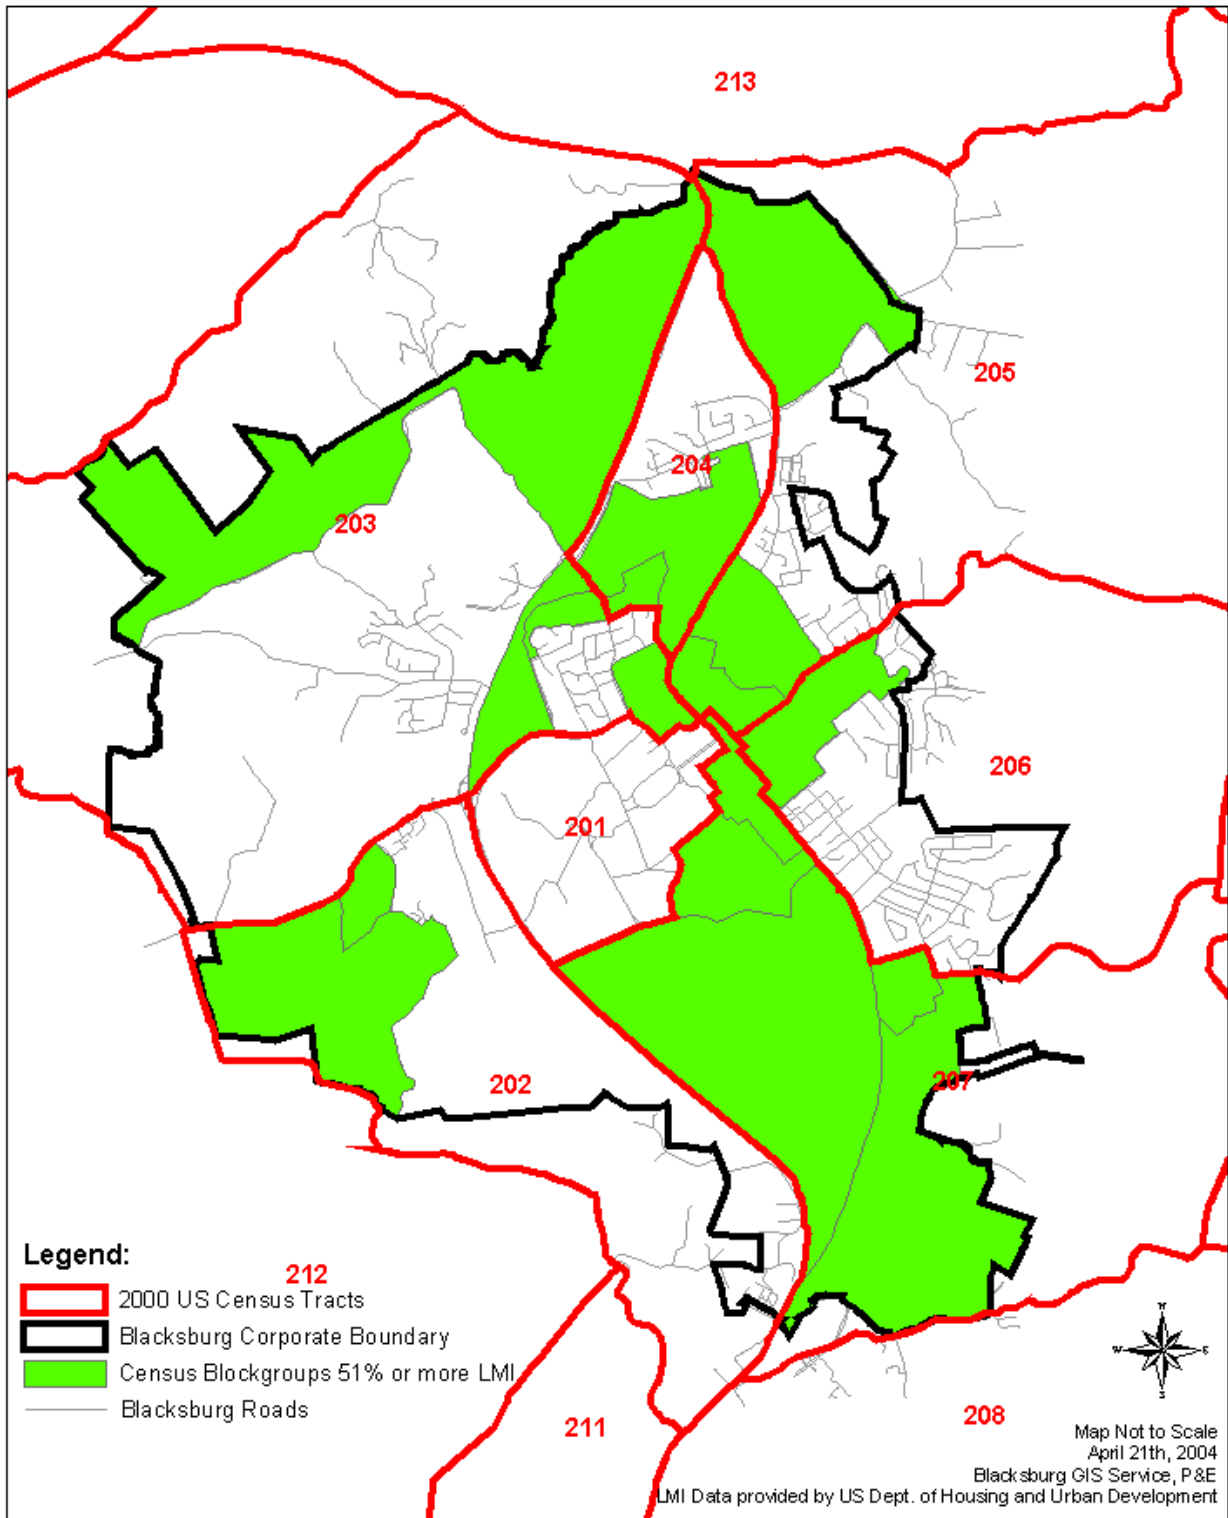 213
205
204
203
206
201
202
207
Legend:
212
2000 US Census Tracts
Blacksburg Corporate Boundary
Census Blockgroups 51% or more LMI
Blacksburg Roads
211
208
N
W
E
S
Map Not to Scale
April 21th, 2004
Blacksburg GIS Service, P&E
LMI Data provided by US Dept. of Housing and Urban Development